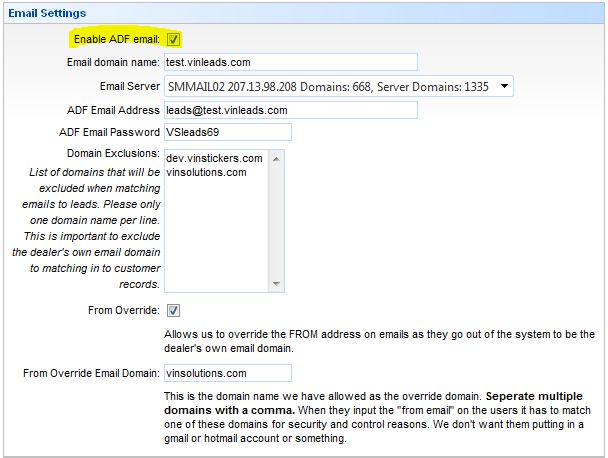 Email Settings
Enable ADF email:
Email domain name: test.vinleads.com
Email Server SMMAIL02 207.13.98.208 Domains: 668, Server Domains: 1335
ADF Email Address leads@test.vinleads.com
ADF Email Password VSleads69
Domain Exclusions:
List of domains that will be
excluded when matching
emails to leads. Please only
one domain name per line.
This is important to exclude
the dealer's own email domain
to matching in to customer
records.
dev.vinstickers.com
vinsolutions.com
From Override:
Allows us to override the FROM address on emails as they go out of the system to be the
dealer's own email domain.
From Override Email Domain: vinsolutions.com
This is the domain name we have allowed as the override domain. Seperate multiple
domains with a comma. When they input the "from email" on the users it has to match
one of these domains for security and control reasons. We don't want them putting in a
gmail or hotmail account or something.